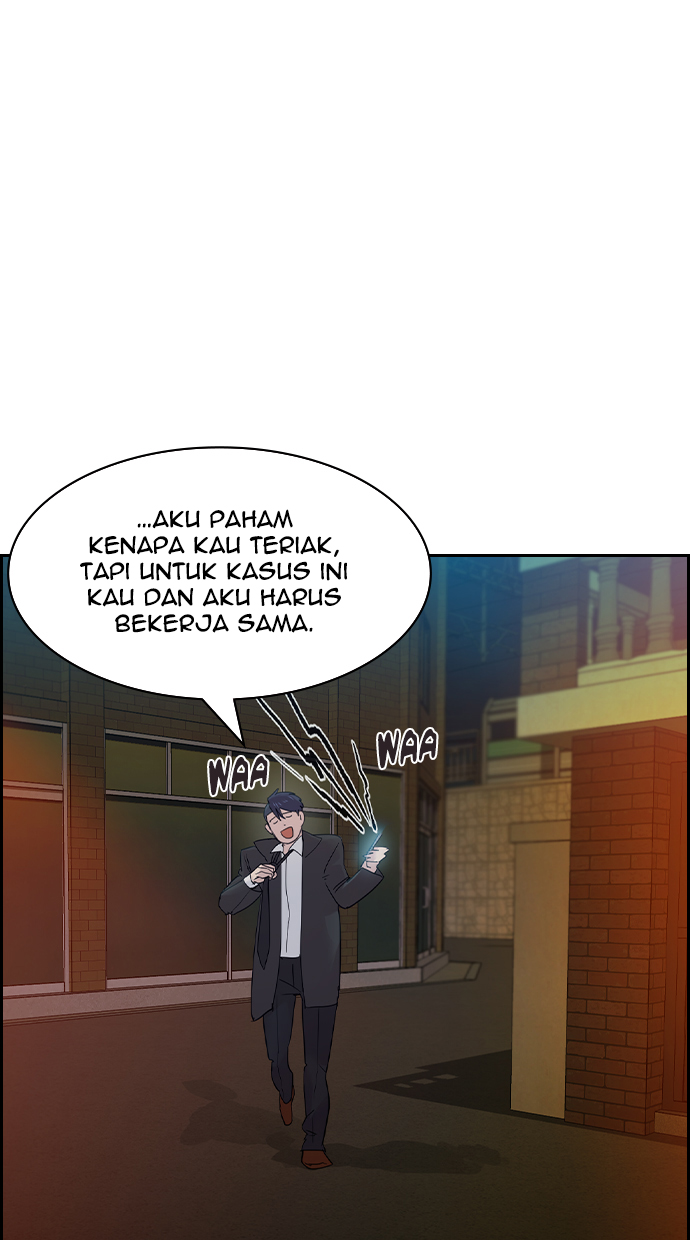 ...AKU PAHAM
KENAPA KAU TERIAK,
TAPI UNTUK KASUS INI
KAU DAN AKU HARUS
BEKERJA SAMA.
WAA
WAA